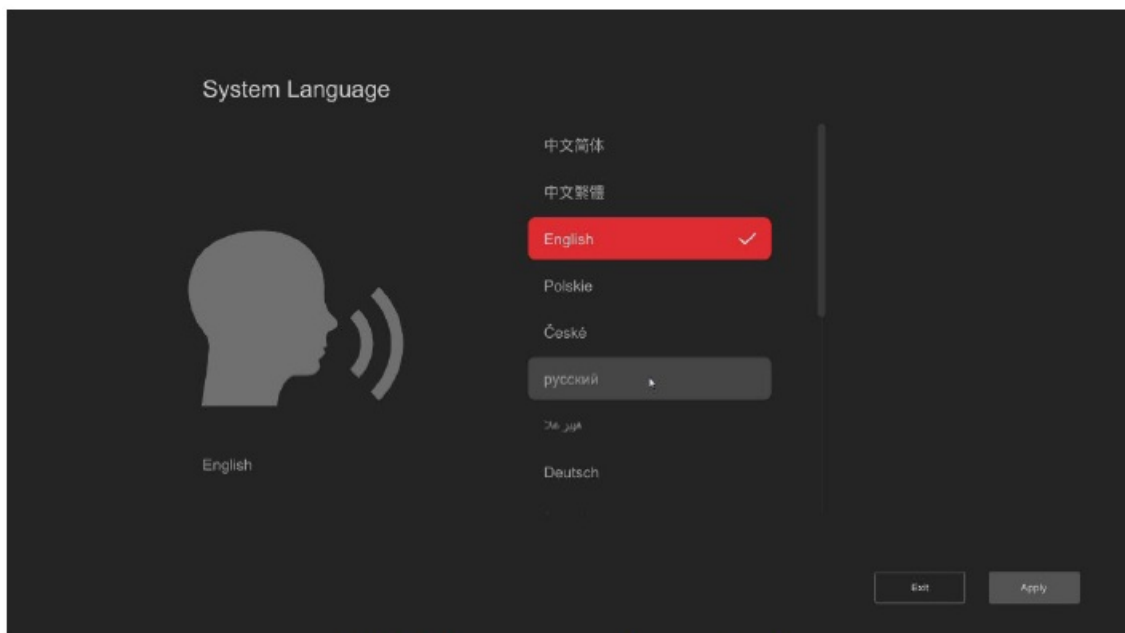 System Language
中文简体
中文繁體
English
Polskie
České
русский
Deutsch
English
Exit
Apply